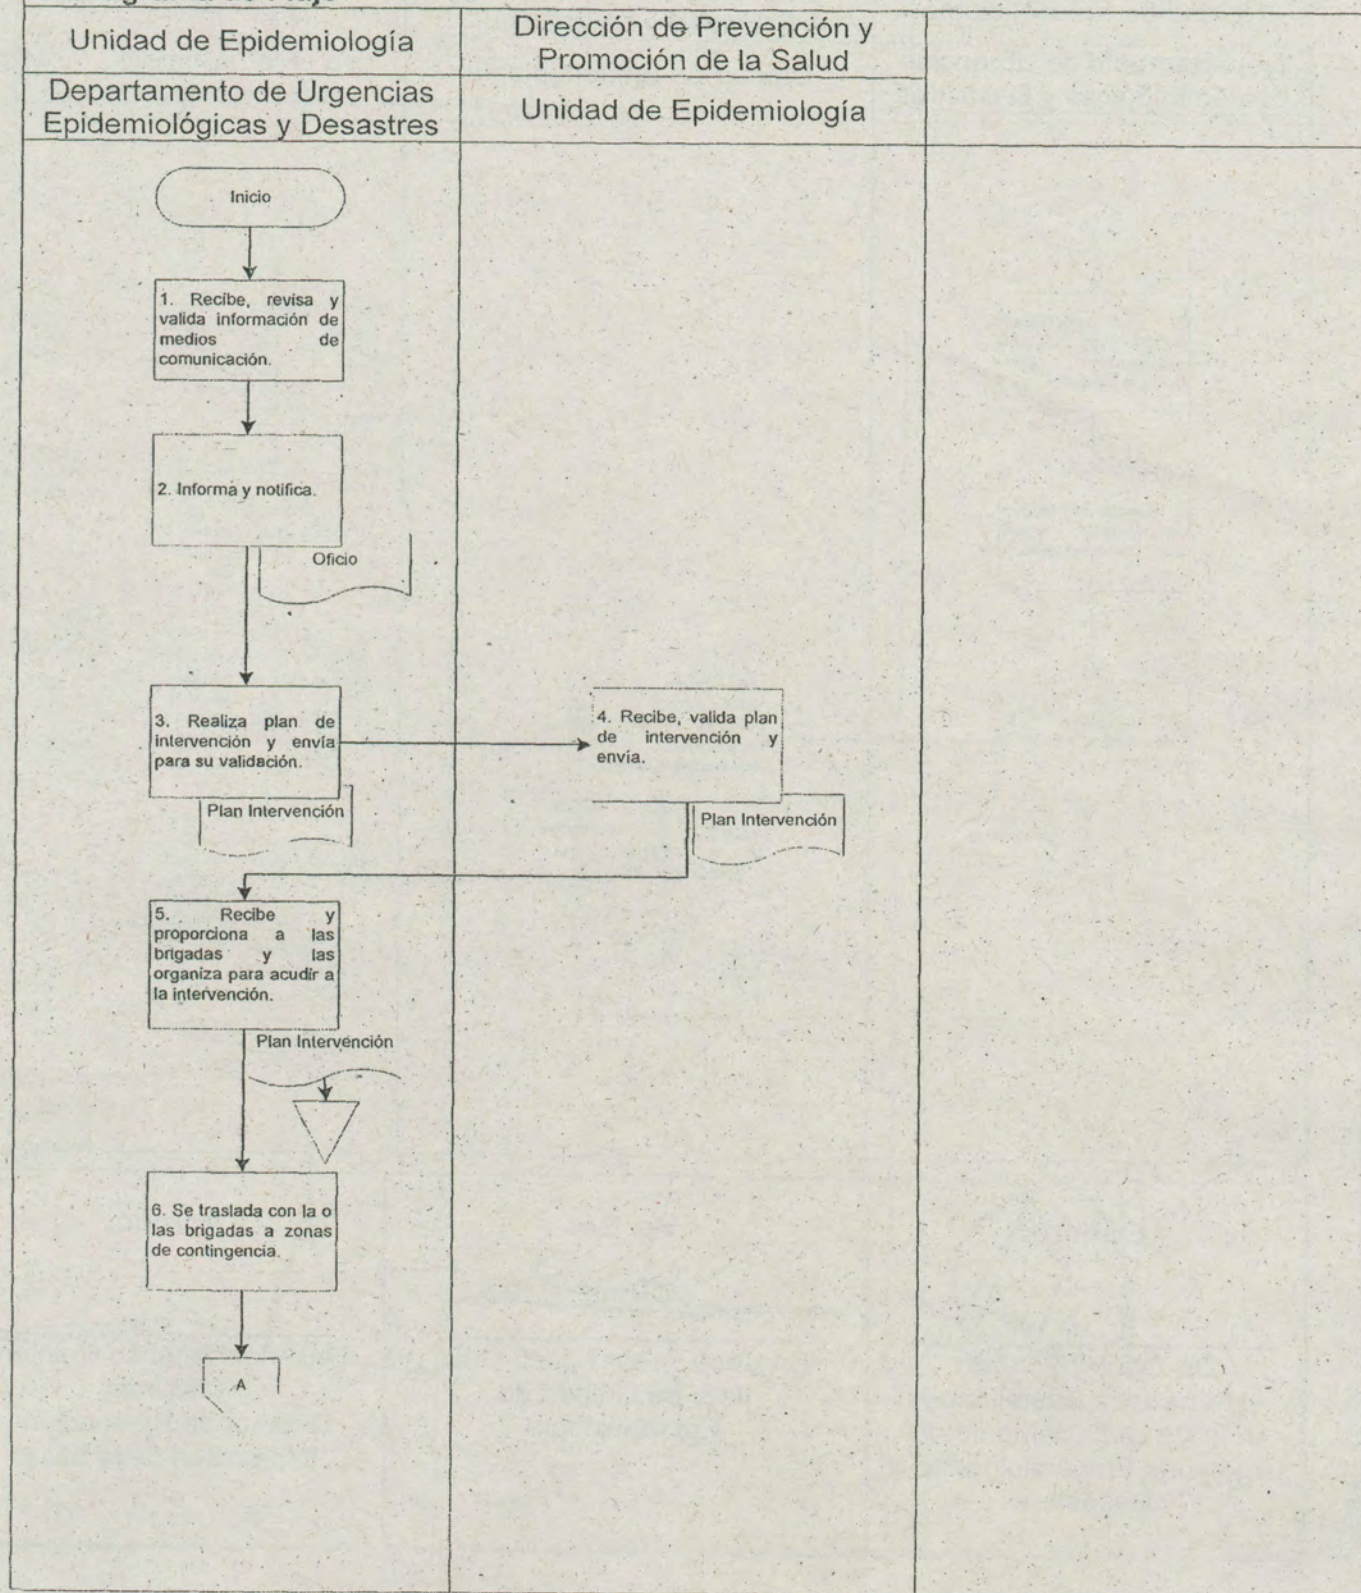 Unidad de Epidemiología
Dirección de Prevención y
Promoción de la Salud
Departamento de Urgencias
Epidemiológicas y Desastres
Unidad de Epidemiología
Inicio
1. Recibe, revisa y
valida información de
medios de
comunicación.
2. Informa y notifica.
Oficio
3. Realiza plan de
intervención y envía
para su validación.
Plan Intervención
4. Recibe, valida plan
de intervención y
envía.
Plan Intervención
5. Recibe y
proporciona a las
brigadas y las
organiza para acudir a
la intervención.
Plan Intervención
6. Se traslada con la o
las brigadas a zonas
de contingencia.
A